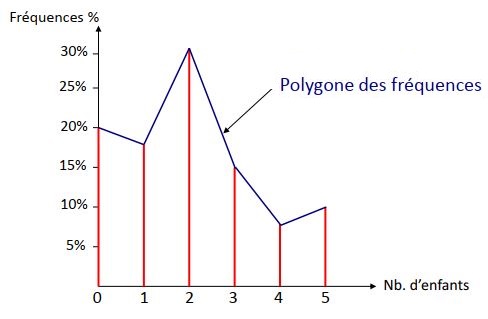 Fréquences %
30%
25%
20%
15%
10%
5%
Polygone des fréquences
0 1 2 3 4 5
Nb. d'enfants